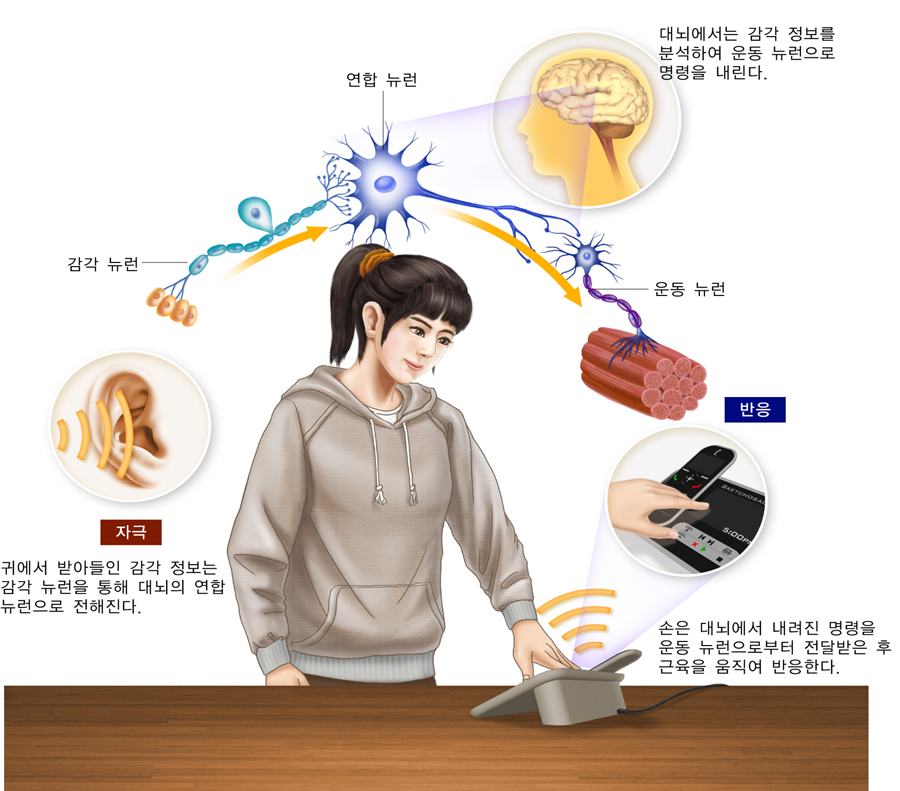 대뇌에서는 감각 정보를
분석하여 운동 뉴런으로
명령을 내린다.
연합 뉴런
감각 뉴런
운동 뉴런
반응
자극
귀에서 받아들인 감각 정보는
감각 뉴런을 통해 대뇌의 연합
뉴런으로 전해진다.
5:00PM
손은 대뇌에서 내려진 명령을
운동 뉴런으로부터 전달받은 후
근육을 움직여 반응한다.